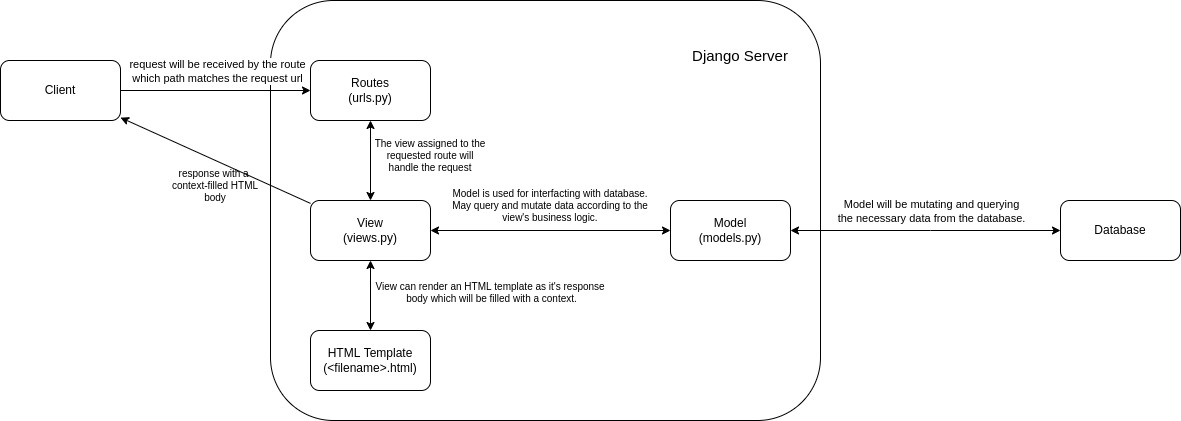 Django Server
request will be received by the route
which path matches the request url
Client
Routes
(urls.py)
The view assigned to the
requested route will
handle the request
response with a
context-filled HTML
body
Model is used for interfacing with database.
May query and mutate data according to the
view's business logic.
Model will be mutating and querying
the necessary data from the database.
View
(views.py)
Model
(models.py)
Database
View can render an HTML template as it's response
body which will be filled with a context.
HTML Template
(<filename>.html)